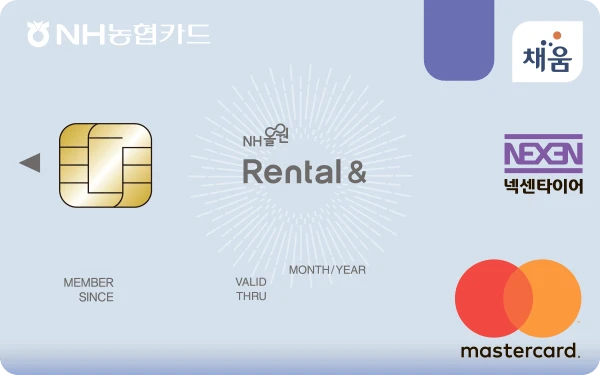 NH농협카드
채움
NH올원
Rental &
NEXEN
넥센타이어
MONTH/YEAR
MEMBER
SINCE
VALID
THRU
mastercard.